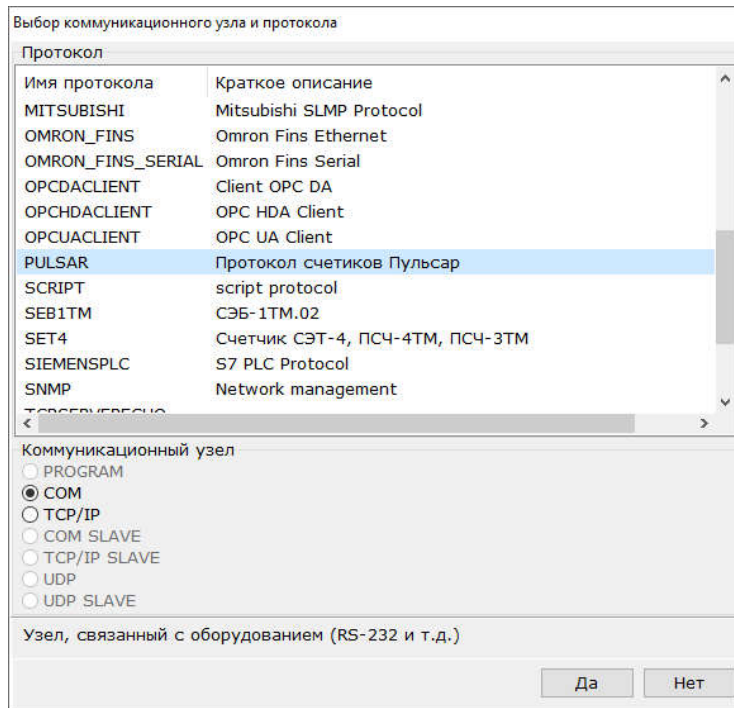 Выбор коммуникационного узла и протокола
Протокол
Имя протокола Краткое описание
MITSUBISHI Mitsubishi SLMP Protocol
OMRON_FINS Omron Fins Ethernet
OMRON_FINS_SERIAL Omron Fins Serial
OPCDACLIENT Client OPC DA
OPCHDACLIENT OPC HDA Client
OPCUACLIENT OPC UA Client
PULSAR Протокол счетиков Пульсар
SCRIPT script protocol
SEB1TM СЭБ-1ТМ.02
SET4 Счетчик СЭТ-4, ПСЧ-4ТМ, ПСЧ-3ТМ
SIEMENSPLC S7 PLC Protocol
SNMP Network management
Коммуникационный узел
PROGRAM
COM
TCP/IP
COM SLAVE
TCP/IP SLAVE
UDP
UDP SLAVE
Узел, связанный с оборудованием (RS-232 и т.д.)
Да Нет